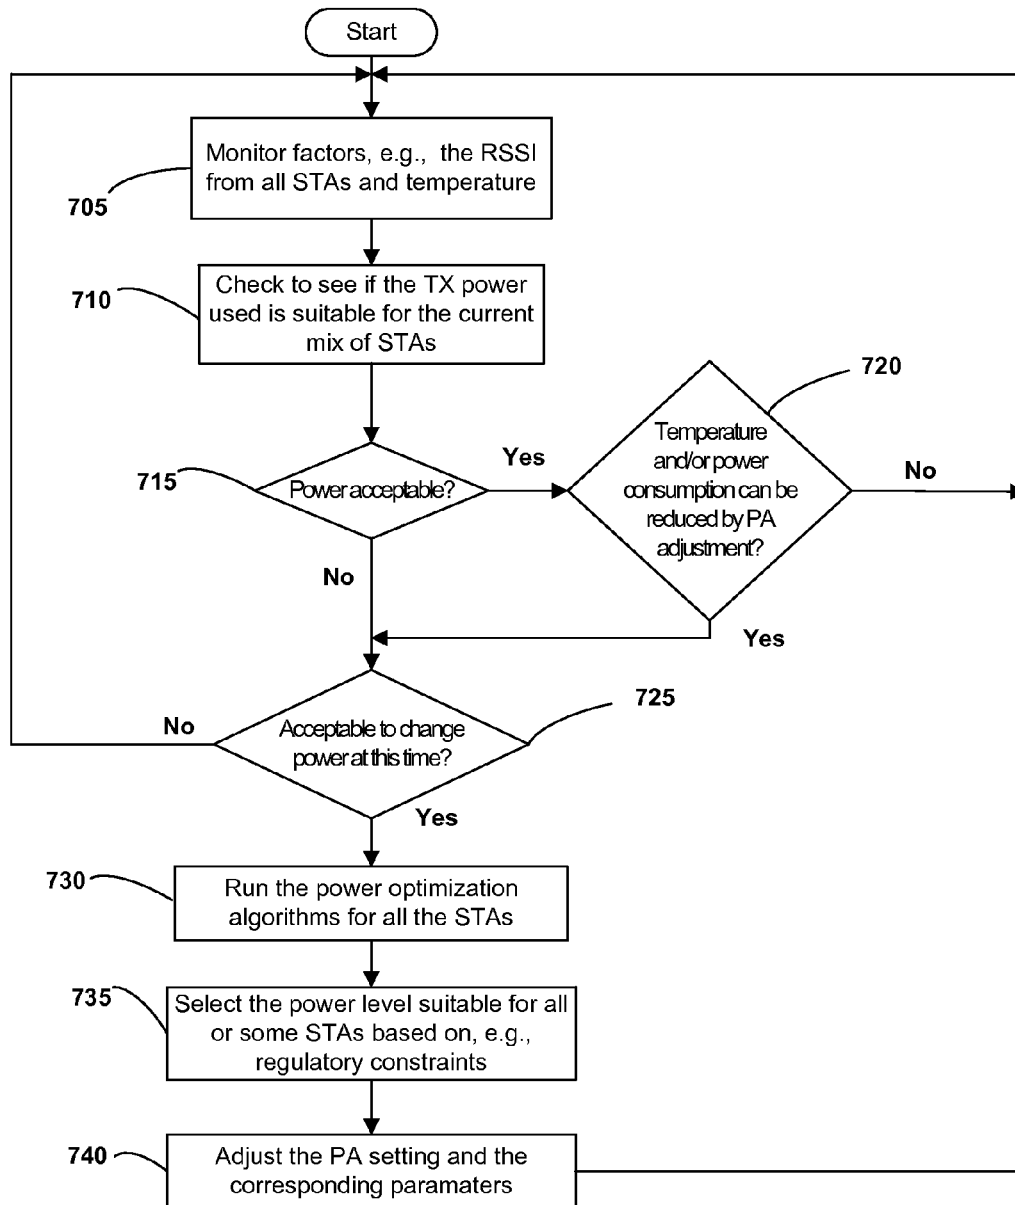 Start
Monitor factors, e.g., the RSSI
from all STAs and temperature
705
Check to see if the TX power
used is suitable for the current
mix of STAs
710
720
Temperature
and/or power
consumption can be
reduced by PA
adjustment?
715
Power acceptable?
Yes
No
No
Yes
725
Acceptable to change
power at this time?
No
Yes
730
Run the power optimization
algorithms for all the STAs
735
Select the power level suitable for all
or some STAs based on, e.g.,
regulatory constraints
740
Adjust the PA setting and the
corresponding paramaters